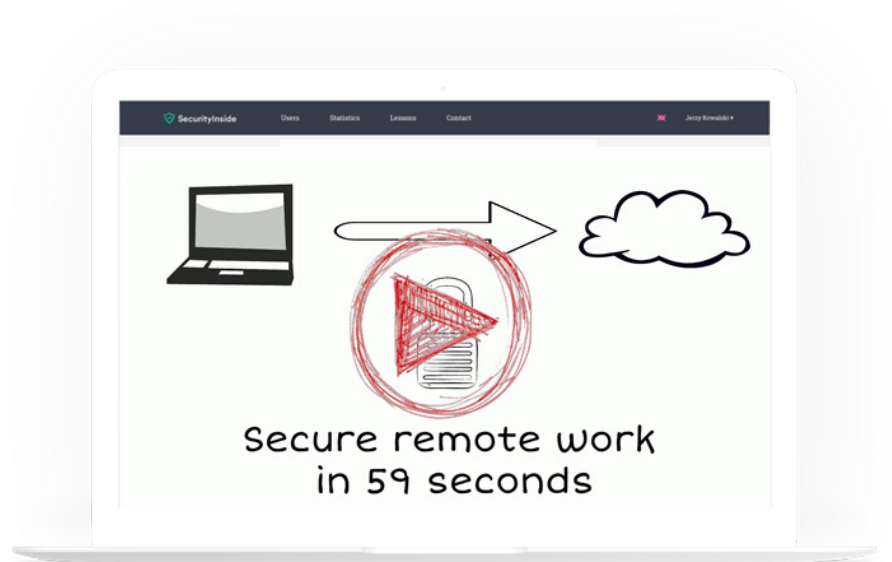 SecurityInside Users Statistics Lessons Contact Jerzy Kowalski ▾
Secure remote work
in 59 seconds